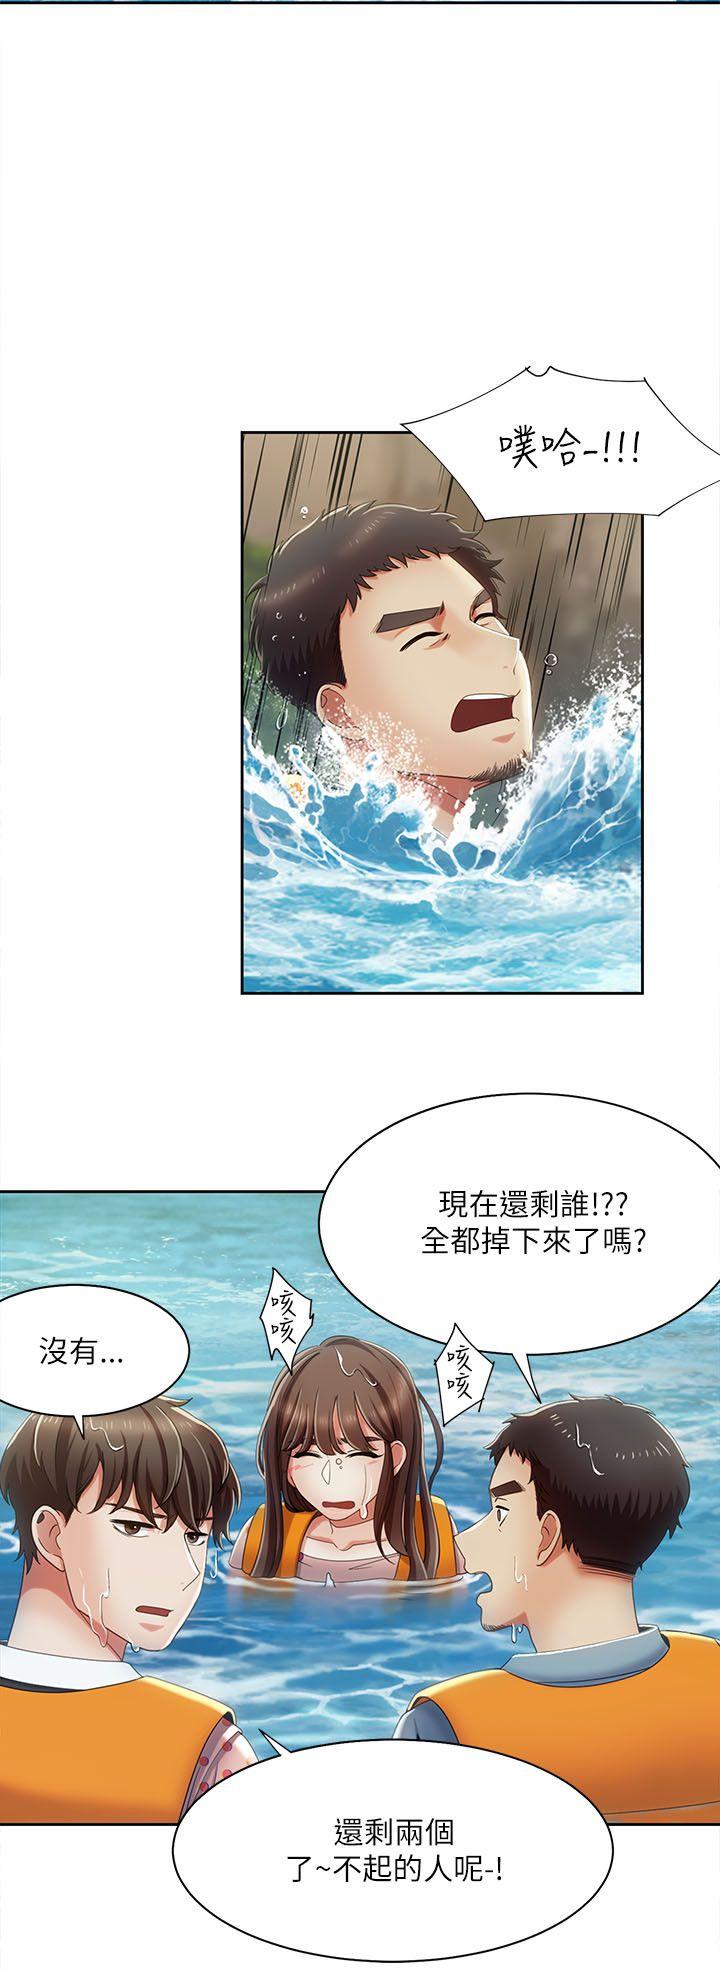 噗哈-!!!
現在還剩誰!??
全都掉下來了嗎?
咳
咳
咳
咳
沒有...
還剩兩個
了~不起的人呢-!